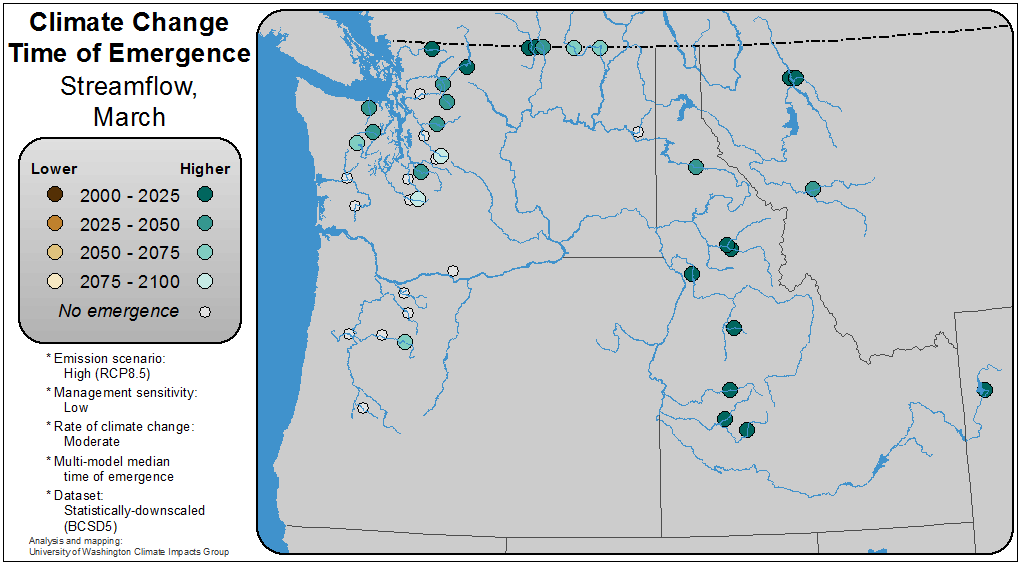 Climate Change
Time of Emergence
Streamflow,
March
Lower Higher
2000 - 2025
2025 - 2050
2050 - 2075
2075 - 2100
No emergence
* Emission scenario:
High (RCP8.5)
* Management sensitivity:
Low
* Rate of climate change:
Moderate
* Multi-model median
time of emergence
* Dataset:
Statistically-downscaled
(BCSD5)
Analysis and mapping:
University of Washington Climate Impacts Group